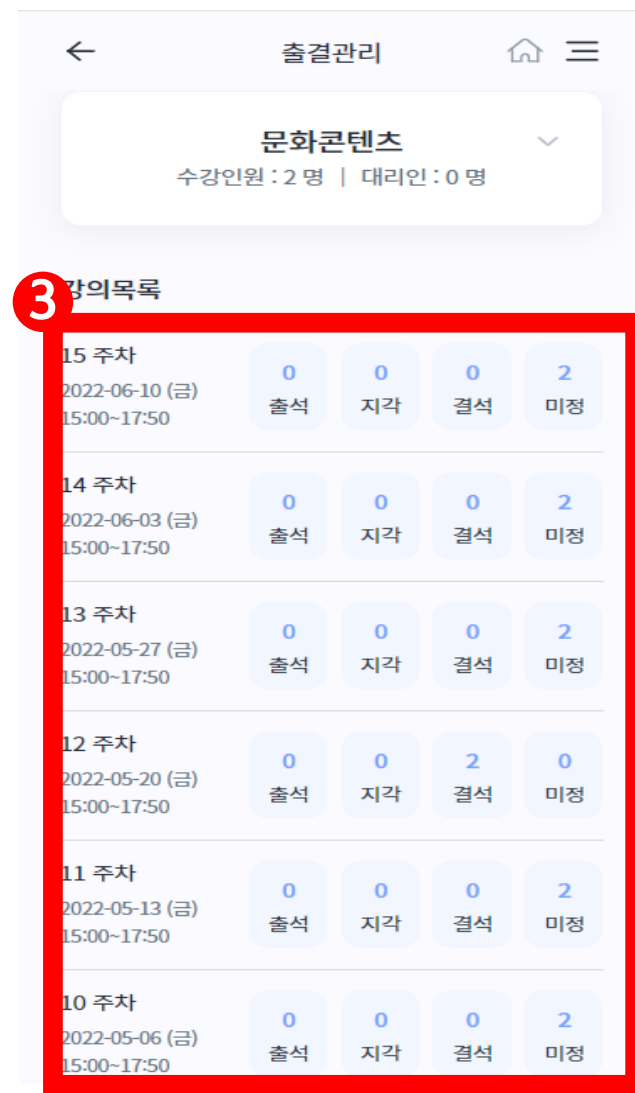 출결관리
문화콘텐츠
수강인원 : 2 명 | 대리인 : 0 명
3
강의목록
15 주차
2022-06-10 (금)
15:00~17:50
0 0 0 2
출석 지각 결석 미정
14 주차
2022-06-03 (금)
15:00~17:50
0 0 0 2
출석 지각 결석 미정
13 주차
2022-05-27 (금)
15:00~17:50
0 0 0 2
출석 지각 결석 미정
12 주차
2022-05-20 (금)
15:00~17:50
0 0 2 0
출석 지각 결석 미정
11 주차
2022-05-13 (금)
15:00~17:50
0 0 0 2
출석 지각 결석 미정
10 주차
2022-05-06 (금)
15:00~17:50
0 0 0 2
출석 지각 결석 미정